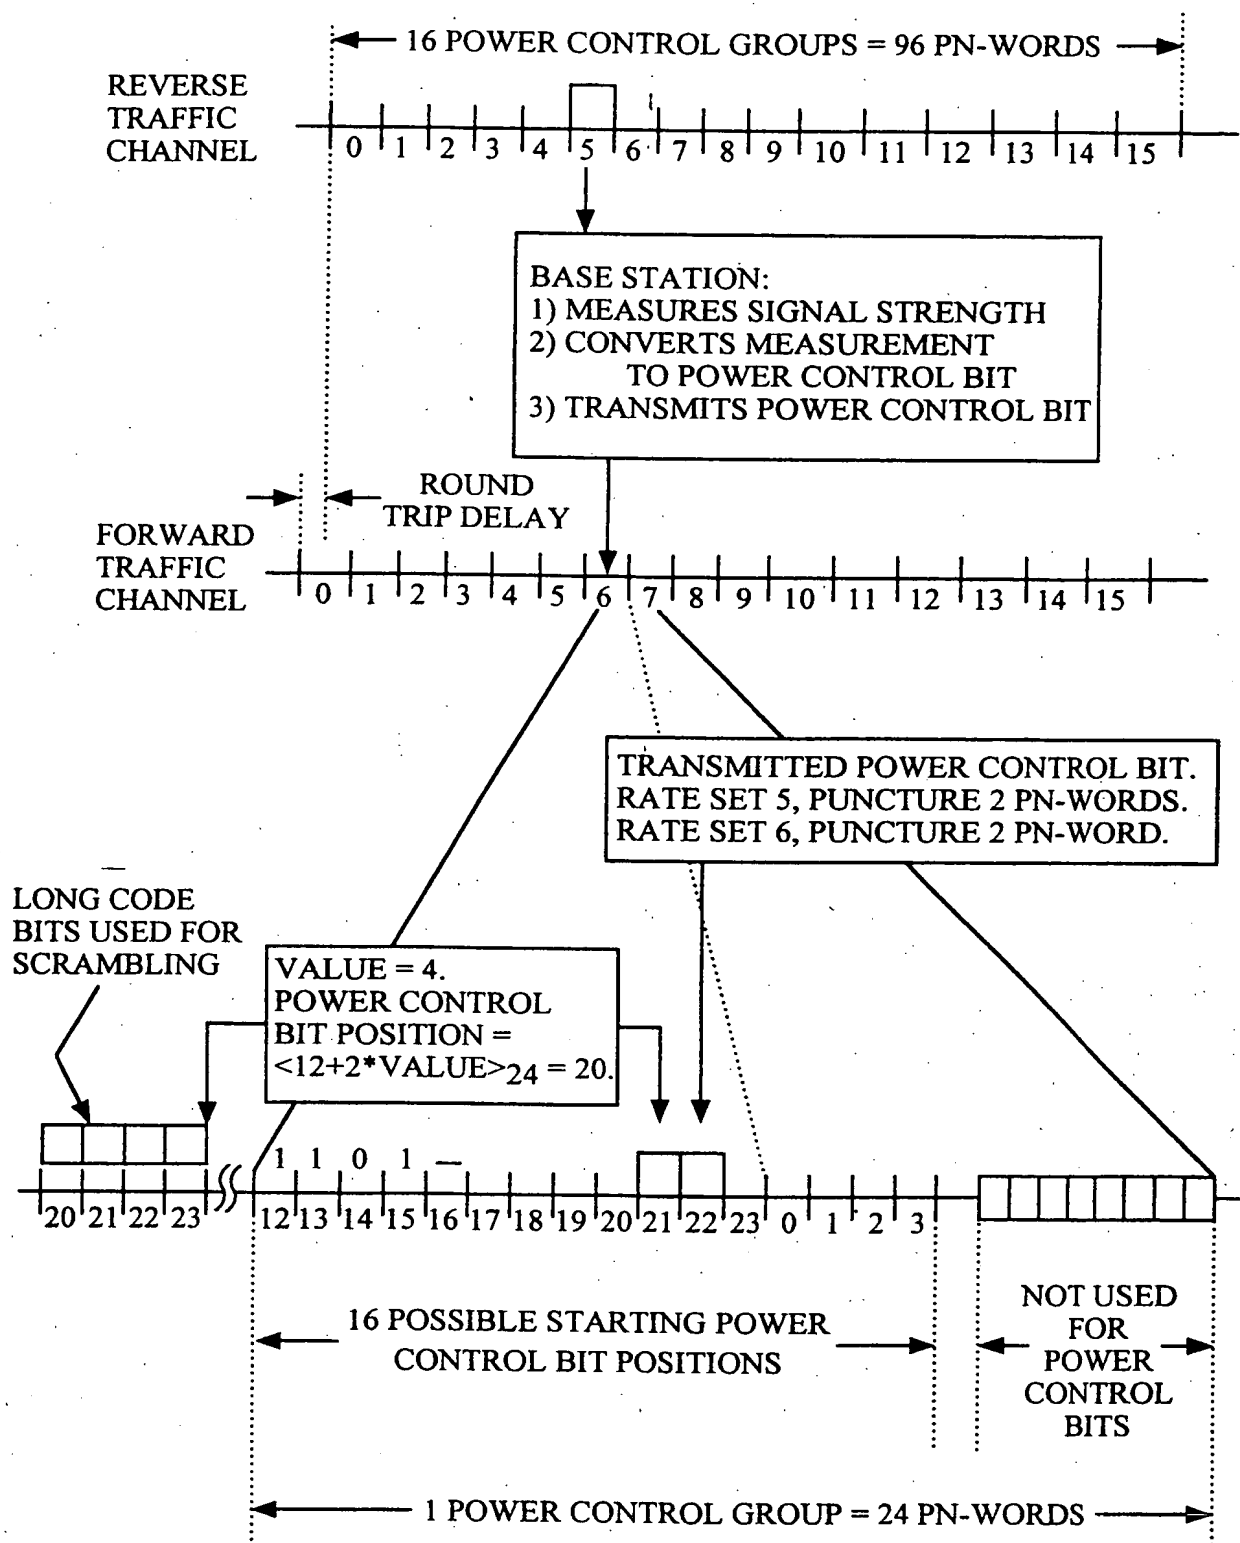 16 POWER CONTROL GROUPS = 96 PN-WORDS
REVERSE
TRAFFIC
CHANNEL
0 1 2 3 4 5 6 7 8 9 10 11 12 13 14 15
BASE STATION:
1) MEASURES SIGNAL STRENGTH
2) CONVERTS MEASUREMENT
TO POWER CONTROL BIT
3) TRANSMITS POWER CONTROL BIT
ROUND
TRIP DELAY
FORWARD
TRAFFIC
CHANNEL
0 1 2 3 4 5 6 7 8 9 10 11 12 13 14 15
TRANSMITTED POWER CONTROL BIT.
RATE SET 5, PUNCTURE 2 PN-WORDS.
RATE SET 6, PUNCTURE 2 PN-WORD.
LONG CODE
BITS USED FOR
SCRAMBLING
VALUE = 4.
POWER CONTROL
BIT POSITION =
<12+2*VALUE>24 = 20.
1 1 0 1 —
20 21 22 23 12 13 14 15 16 17 18 19 20 21 22 23 0 1 2 3
16 POSSIBLE STARTING POWER
CONTROL BIT POSITIONS
NOT USED
FOR
POWER
CONTROL
BITS
1 POWER CONTROL GROUP = 24 PN-WORDS